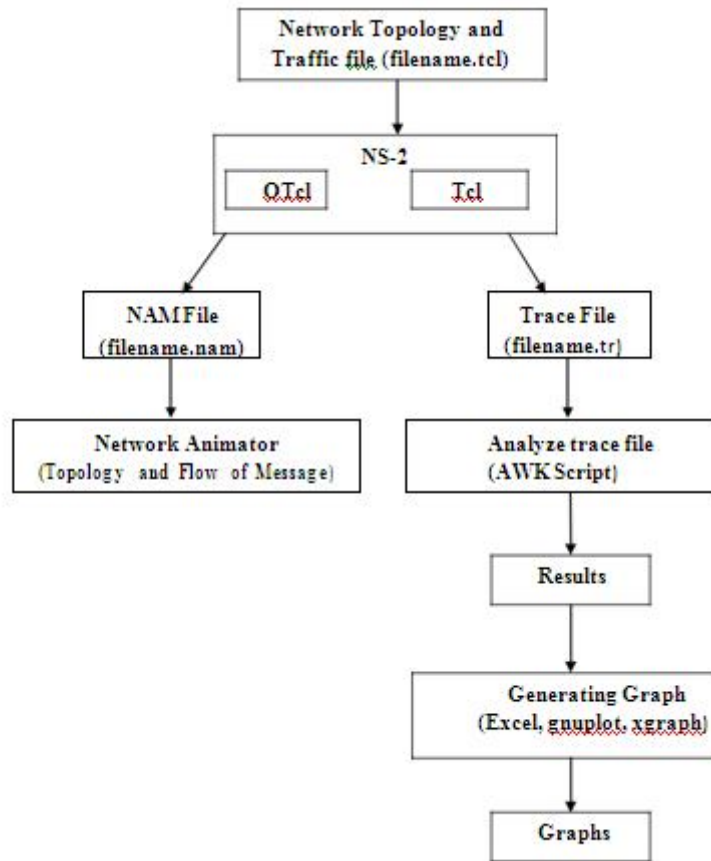 Network Topology and
Traffic file (filename.tcl)
NS-2
OTcl
Tcl
NAM File
(filename.nam)
Trace File
(filename.tr)
Network Animator
(Topology and Flow of Message)
Analyze trace file
(AWK Script)
Results
Generating Graph
(Excel, gnuplot, xgraph)
Graphs